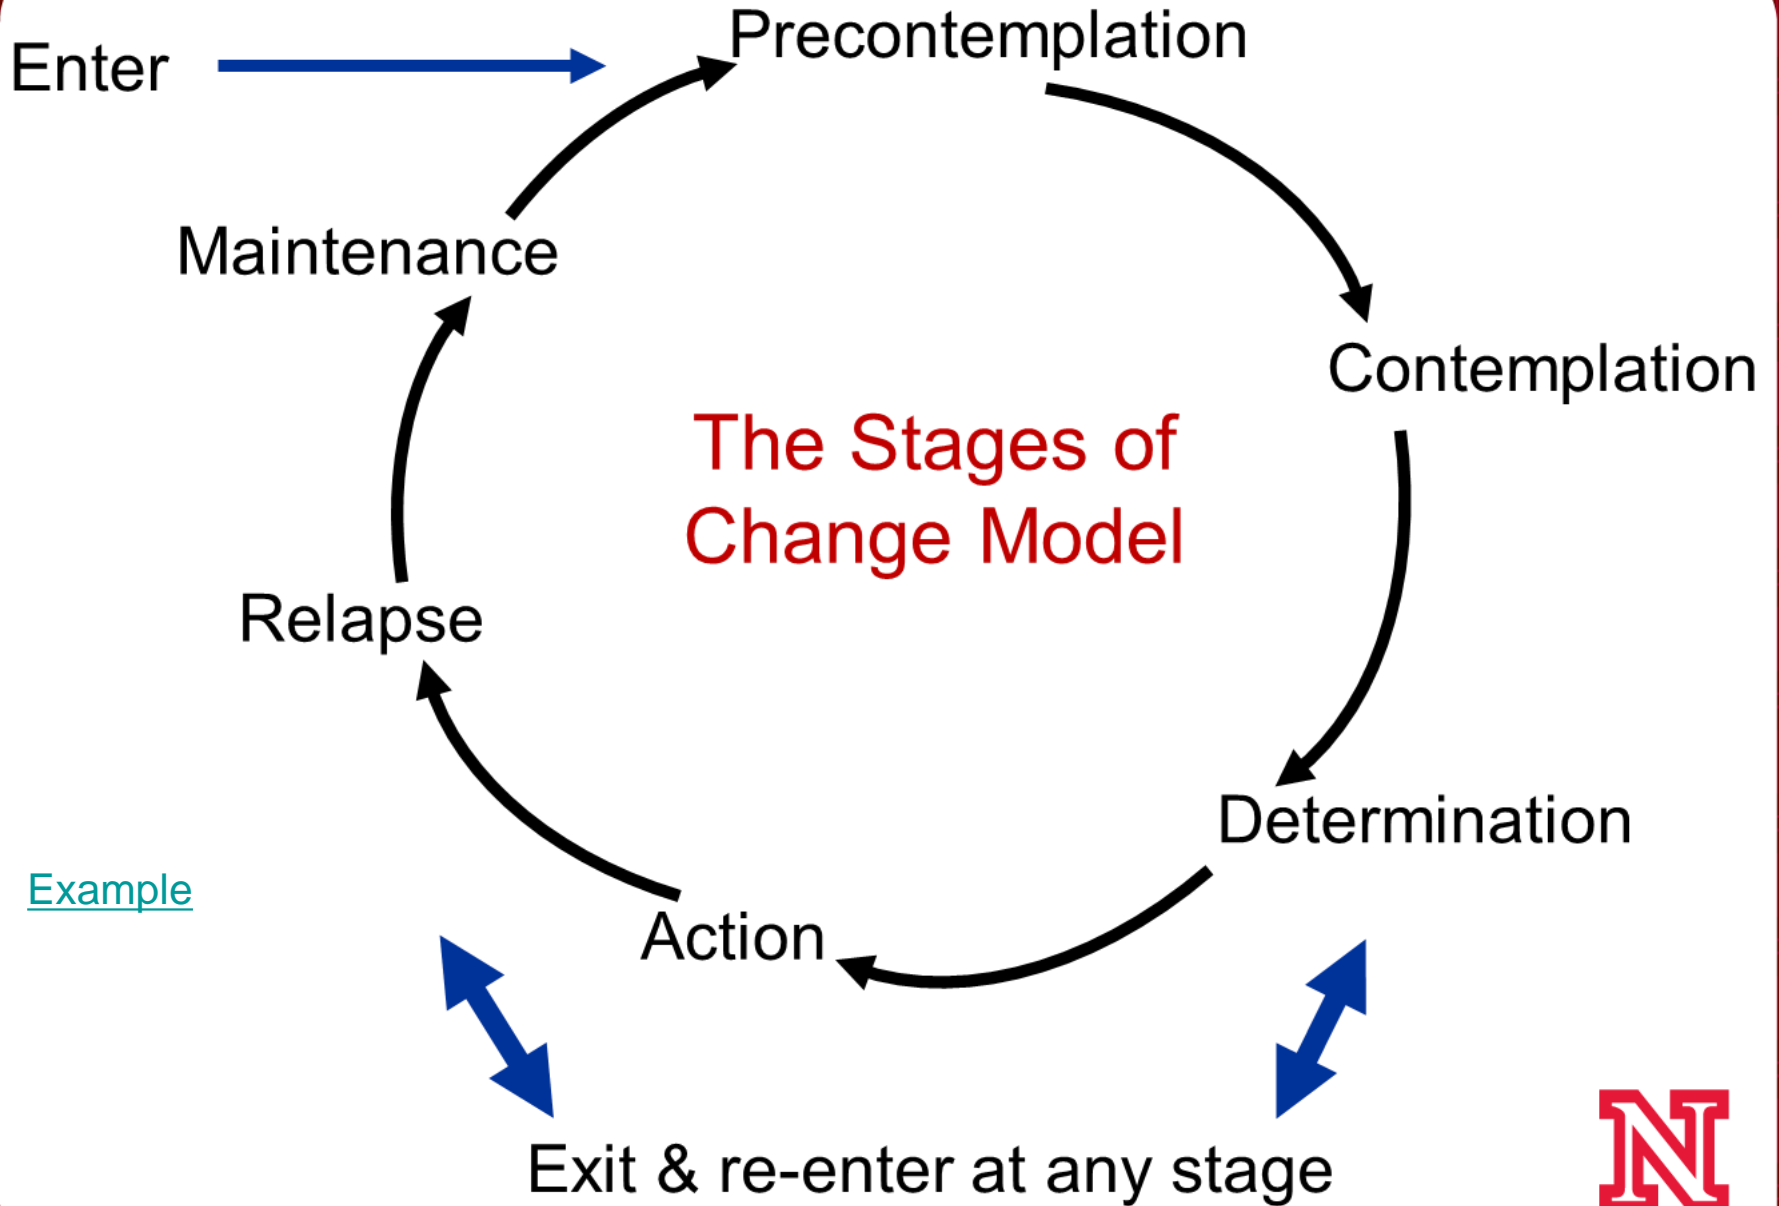 Enter
Precontemplation
Maintenance
Contemplation
The Stages of
Change Model
Relapse
Determination
Example
Action
Exit & re-enter at any stage
N